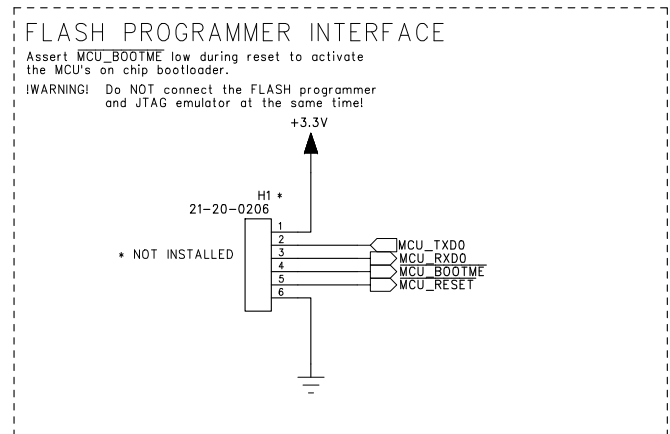 FLASH PROGRAMMER INTERFACE
Assert MCU_BOOTME low during reset to activate
the MCU's on chip bootloader.
!WARNING! Do NOT connect the FLASH programmer
and JTAG emulator at the same time!
+3.3V
H1 *
21-20-0206
* NOT INSTALLED
1
2
3
4
5
6
MCU_TXD0
MCU_RXD0
MCU_BOOTME
MCU_RESET